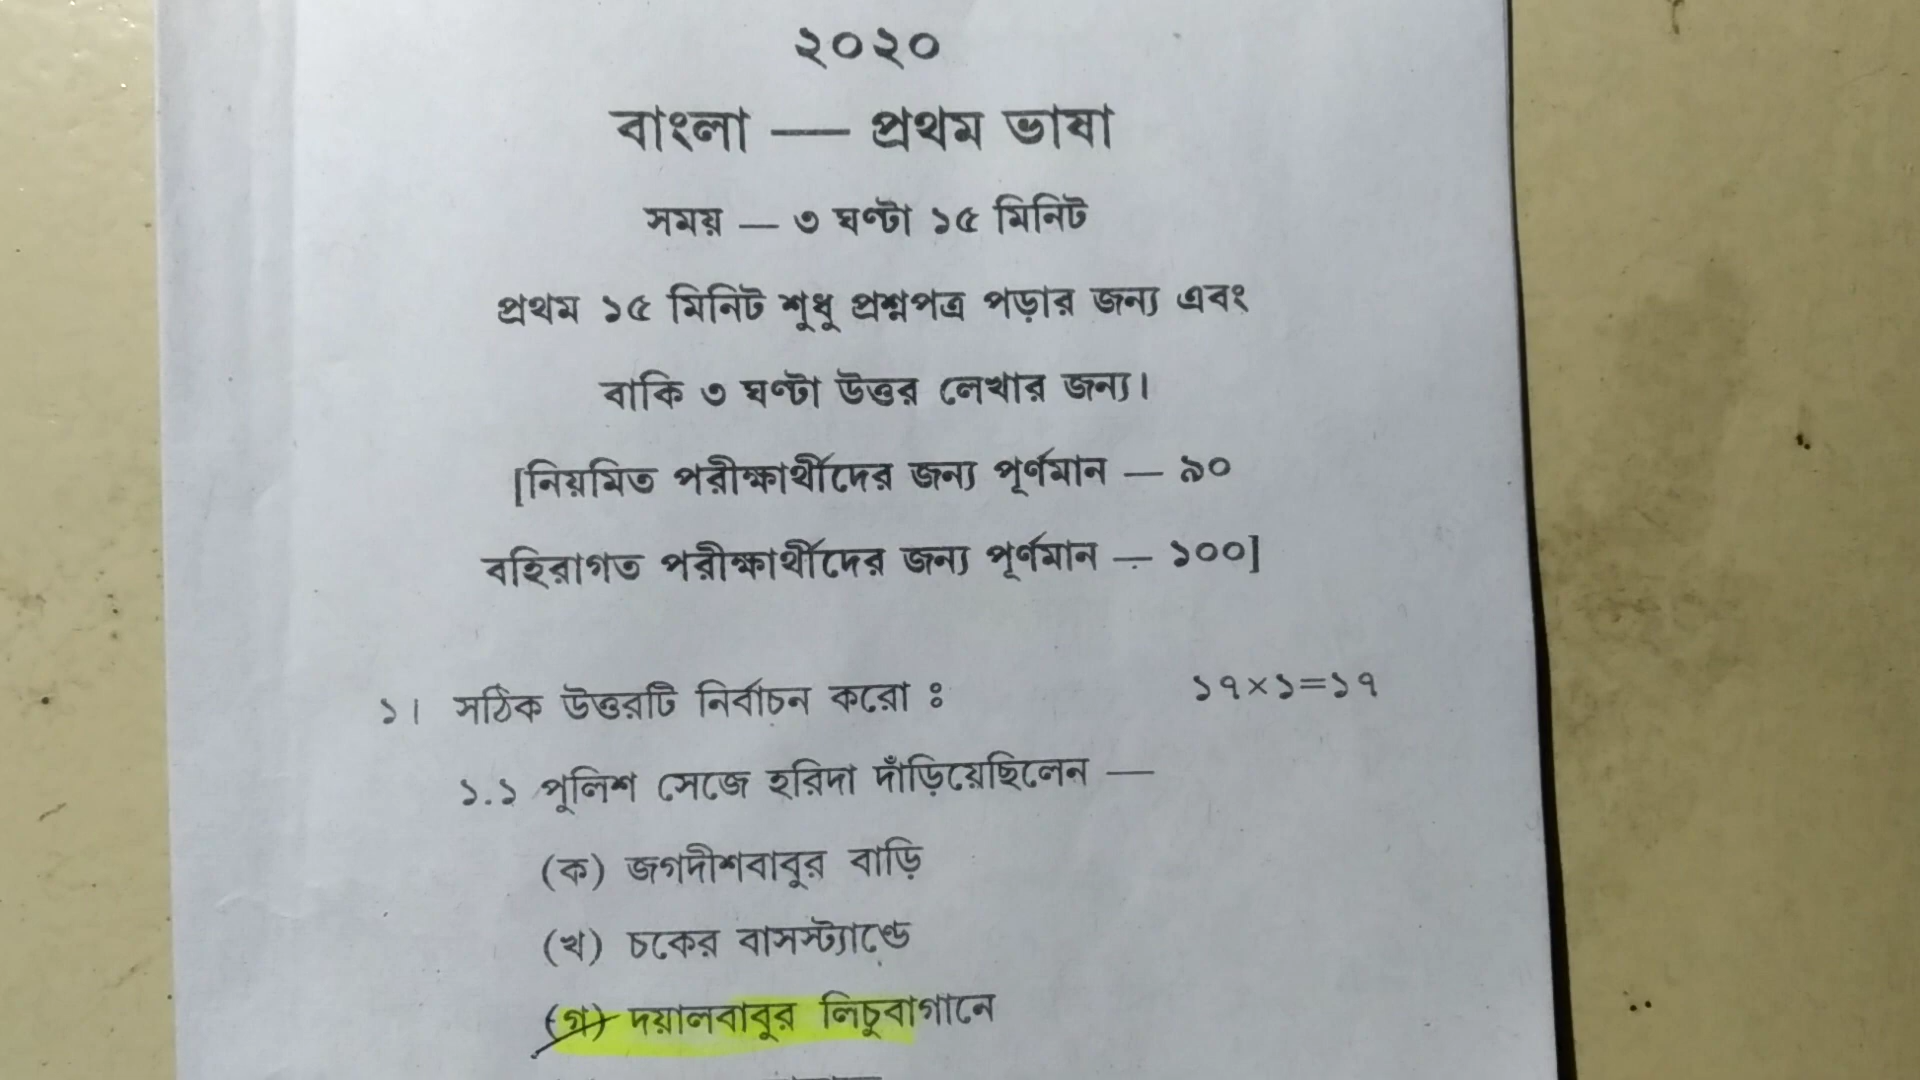 ২০২০
বাংলা — প্রথম ভাষা
সময় — ৩ ঘণ্টা ১৫ মিনিট
প্রথম ১৫ মিনিট শুধু প্রশ্নপত্র পড়ার জন্য এবং
বাকি ৩ ঘণ্টা উত্তর লেখার জন্য।
[নিয়মিত পরীক্ষার্থীদের জন্য পূর্ণমান — ৯০
বহিরাগত পরীক্ষার্থীদের জন্য পূর্ণমান — ১০০]
১। সঠিক উত্তরটি নির্বাচন করো ঃ ১৭×১=১৭
১.১ পুলিশ সেজে হরিদা দাঁড়িয়েছিলেন —
(ক) জগদীশবাবুর বাড়ি
(খ) চকের বাসস্ট্যান্ডে
(গ) দয়ালবাবুর লিচুবাগানে